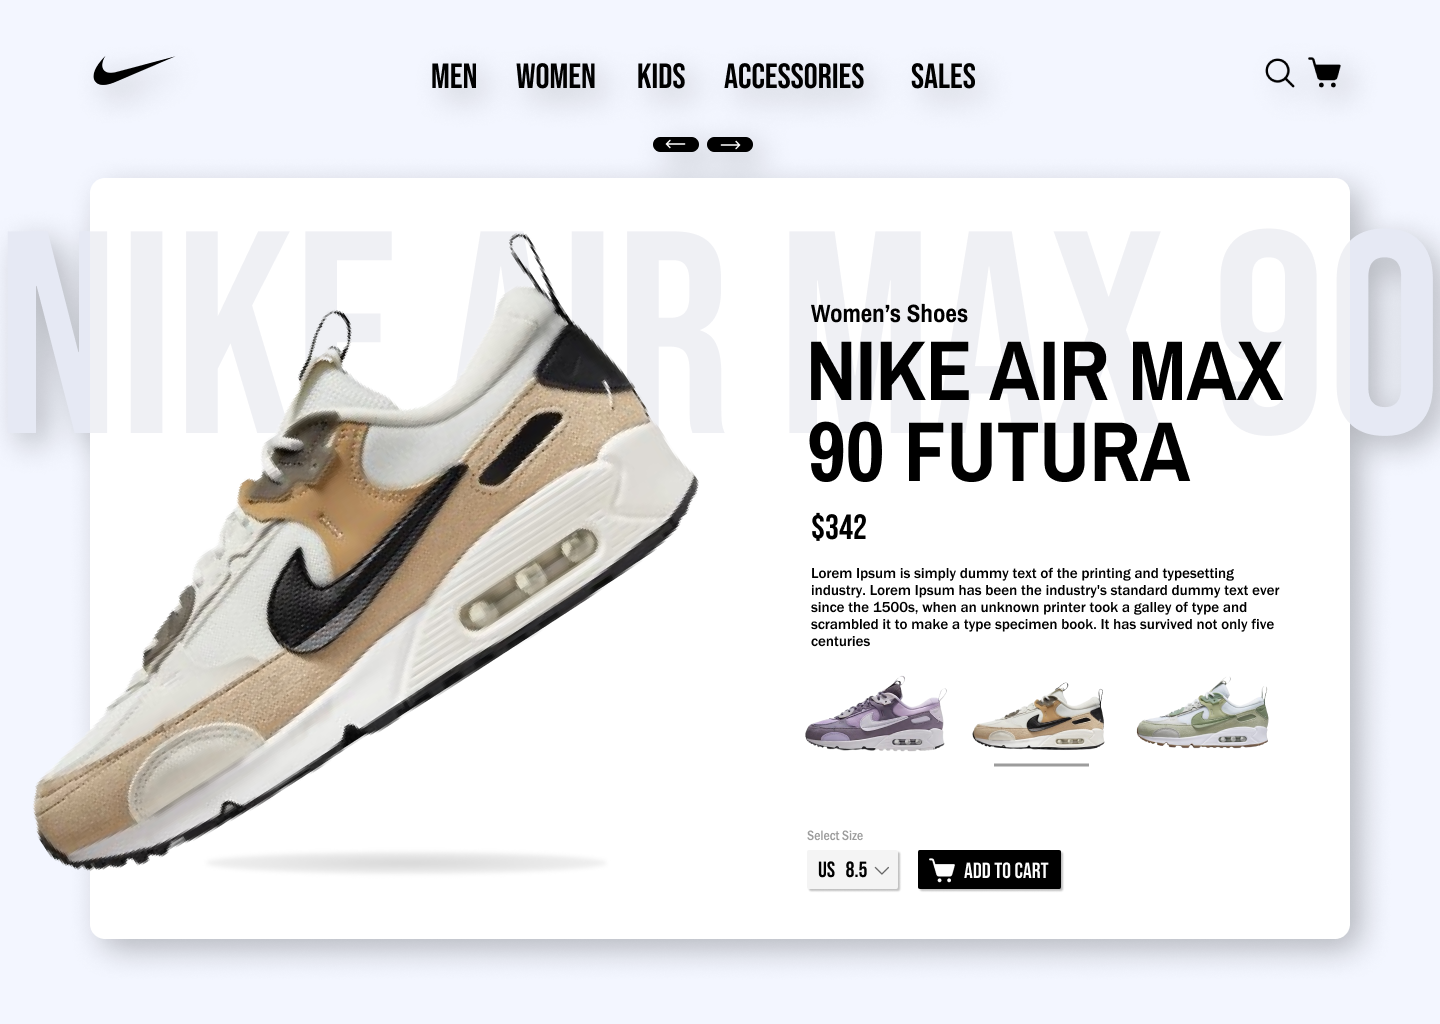 MEN WOMEN KIDS ACCESSORIES SALES
NIKE AIR MAX 90
Women’s Shoes
NIKE AIR MAX
90 FUTURA
$342
Lorem Ipsum is simply dummy text of the printing and typesetting
industry. Lorem Ipsum has been the industry's standard dummy text ever
since the 1500s, when an unknown printer took a galley of type and
scrambled it to make a type specimen book. It has survived not only five
centuries
Select Size
US 8.5 ADD TO CART